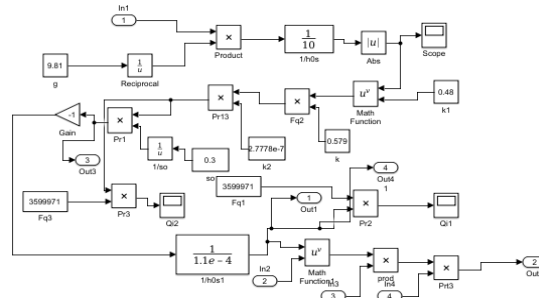 In1
1
×
Product
1
10
1/h0s
|u|
Abs
Scope
9.81
g
1
u
Reciprocal
-1
Gain
×
Pr1
×
Pr13
×
Fq2
u^v
Math
Function
0.48
k1
1
u
1/so
0.3
so
2.7778e-7
k2
0.579
k
3
Out3
3599971
Fq3
×
Pr3
Qi2
3599971
Fq1
1
Out1
×
Pr2
1
4
Out4
Qi1
1
1.1e − 4
1/h0s1
In2
2
u^v
Math
Function1
In3
3
×
prod
In4
4
×
Prt3
2
Out